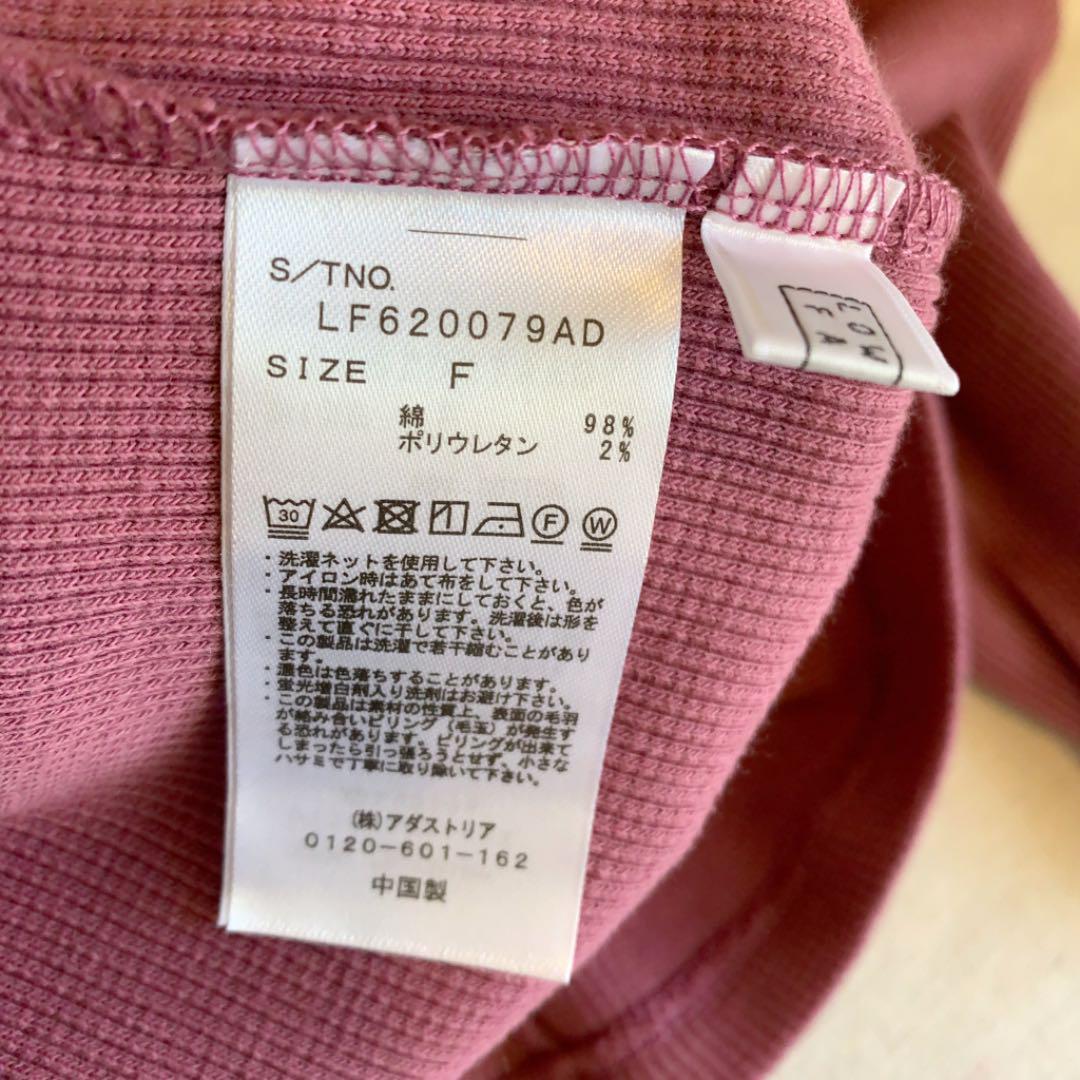 S/TNO.
LF620079AD
SIZE F
綿 98%
ポリウレタン 2%
30
F
W
・洗濯ネットを使用して下さい。
・アイロン時はあて布をして下さい。
・長時間濡れたままにしておくと、色が
落ちる恐れがあります。洗濯後は形を
整えて直ぐに干して下さい。
・この製品は洗濯で若干縮むことがあり
ます。
・濃色は色落ちすることがあります。
・蛍光増白剤入り洗剤はお避け下さい。
・この製品は素材の性質上、表面の毛羽
が絡み合いピリング（毛玉）が発生す
る恐れがあります。ピリングが出来て
しまったら引っ張ろうとせず、小さな
ハサミで丁寧に取り除いて下さい。
(株)アダストリア
0120-601-162
中国製
LOW
FA